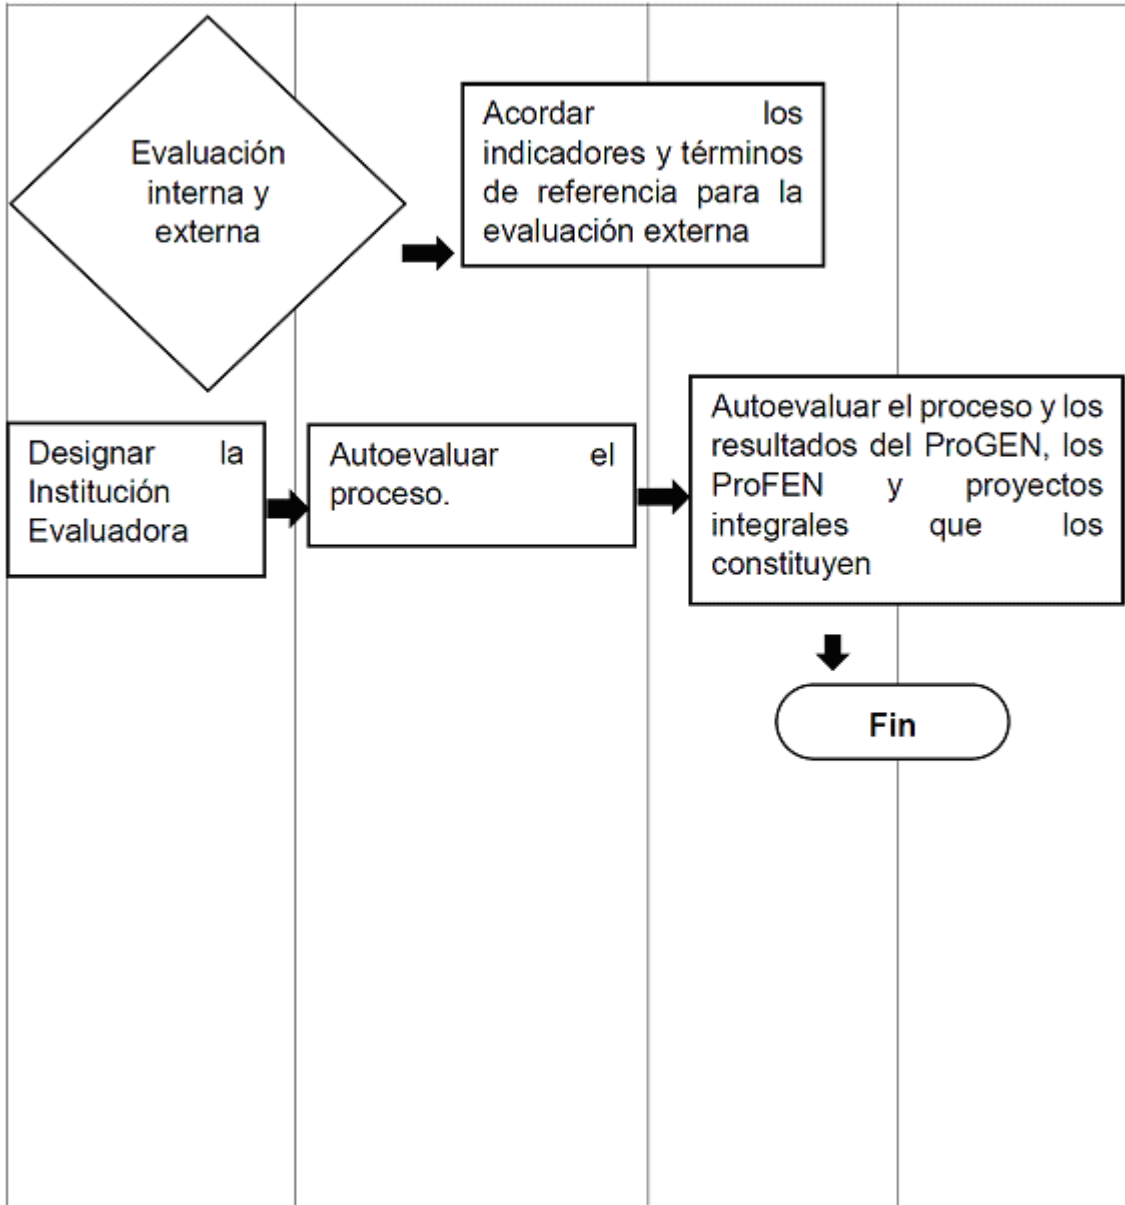 Evaluación
interna y
externa
Acordar los
indicadores y términos
de referencia para la
evaluación externa
Designar la
Institución
Evaluadora
Autoevaluar el
proceso.
Autoevaluar el proceso y los
resultados del ProGEN, los
ProFEN y proyectos
integrales que los
constituyen
Fin